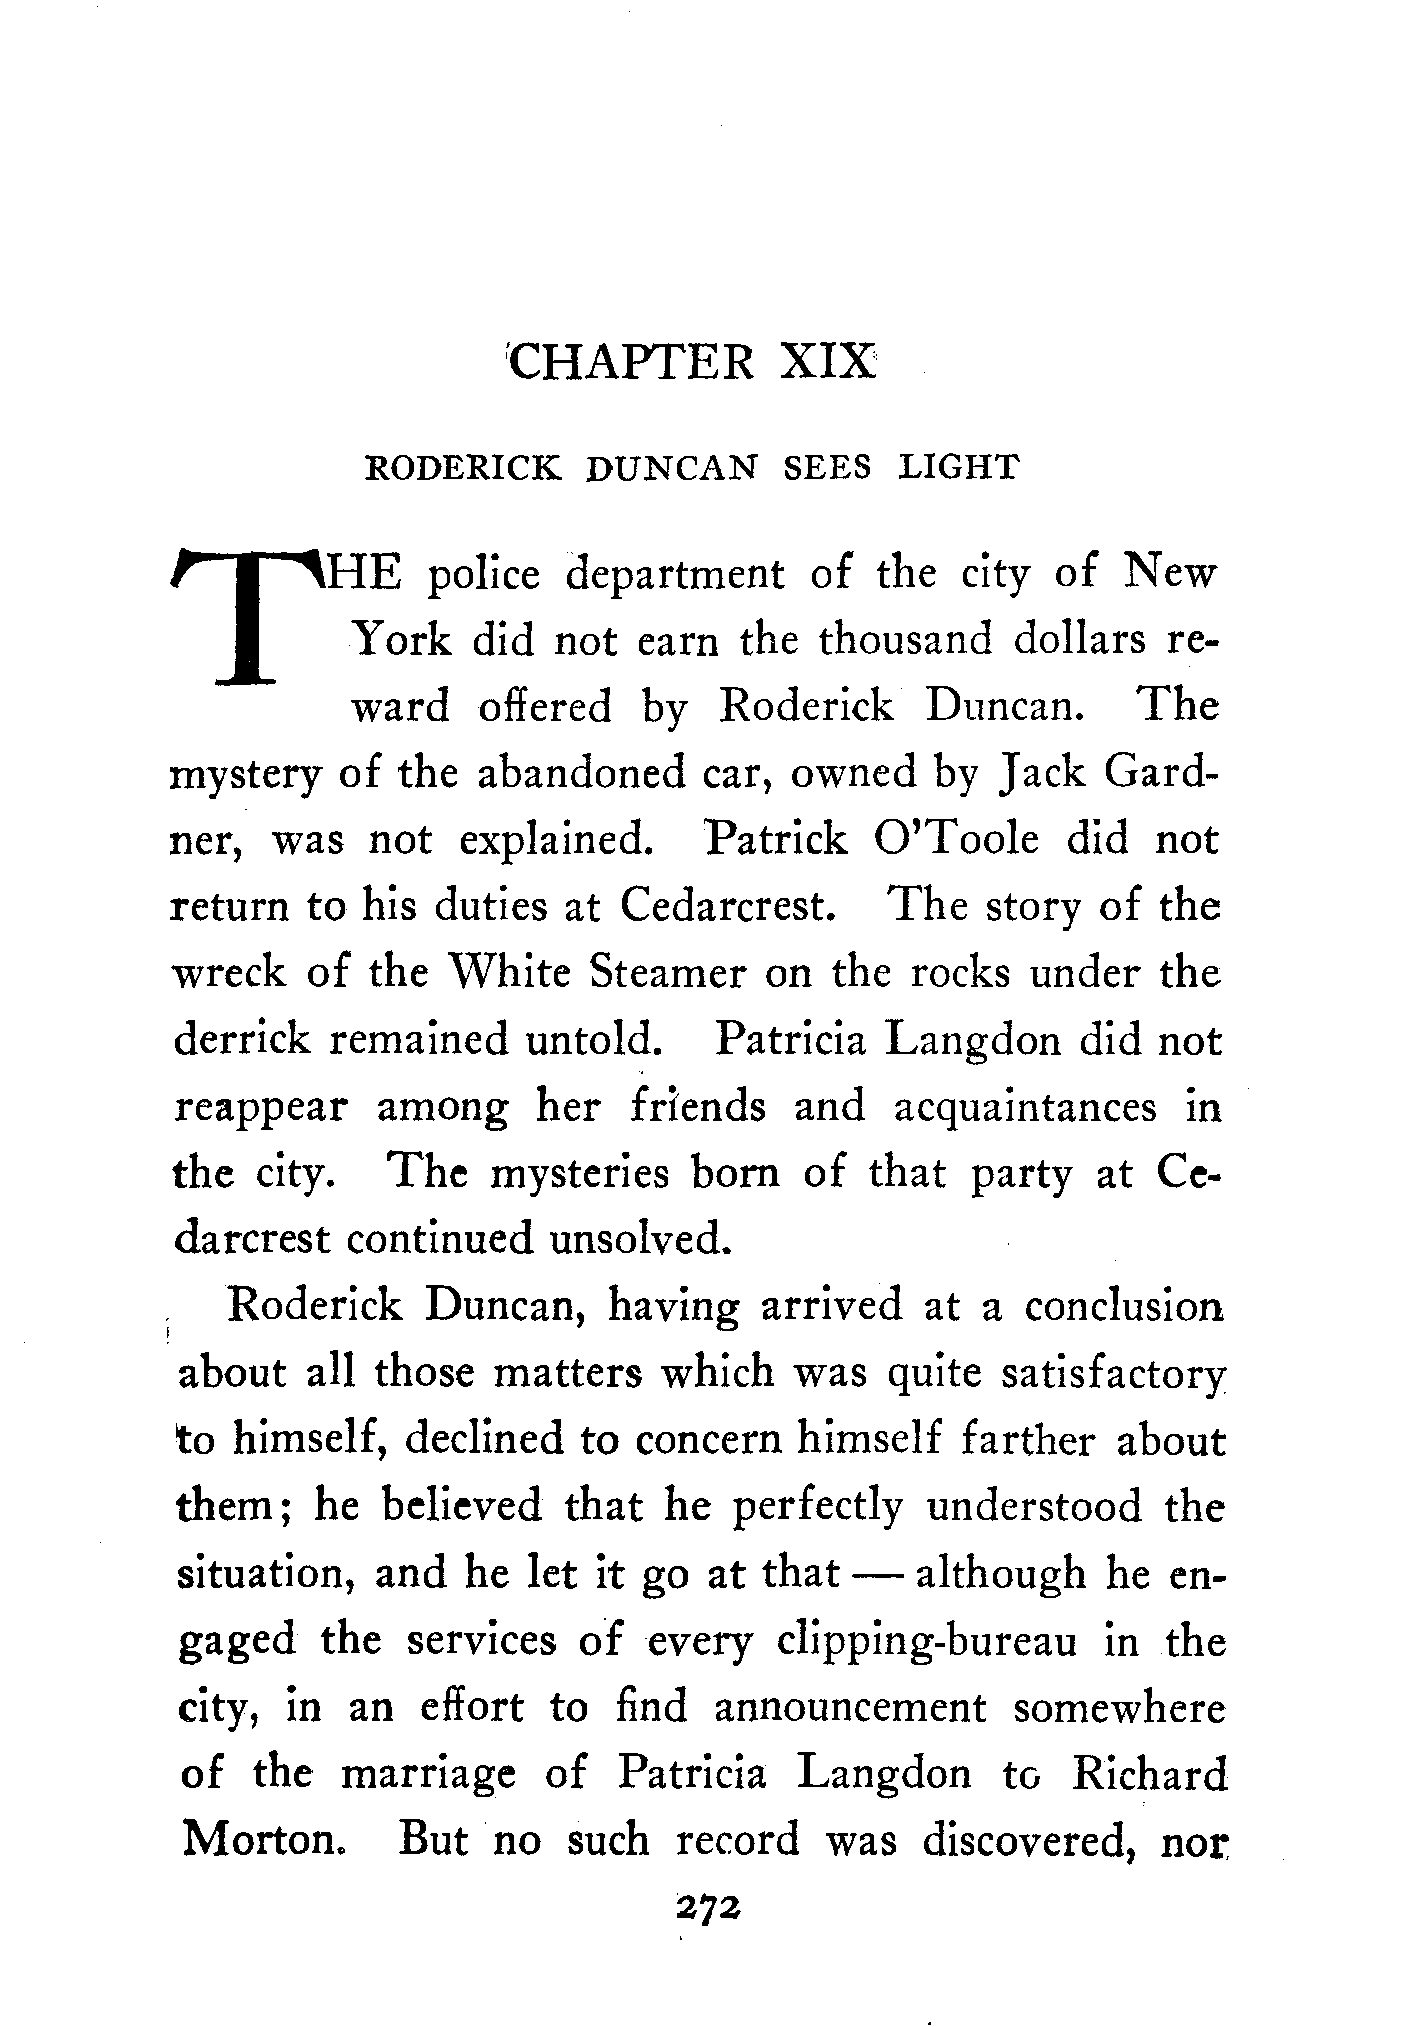 CHAPTER XIX
RODERICK DUNCAN SEES LIGHT
THE police department of the city of New
York did not earn the thousand dollars re-
ward offered by Roderick Duncan. The
mystery of the abandoned car, owned by Jack Gard-
ner, was not explained. Patrick O'Toole did not
return to his duties at Cedarcrest. The story of the
wreck of the White Steamer on the rocks under the
derrick remained untold. Patricia Langdon did not
reappear among her friends and acquaintances in
the city. The mysteries born of that party at Ce-
darcrest continued unsolved.
Roderick Duncan, having arrived at a conclusion
about all those matters which was quite satisfactory
to himself, declined to concern himself farther about
them; he believed that he perfectly understood the
situation, and he let it go at that — although he en-
gaged the services of every clipping-bureau in the
city, in an effort to find announcement somewhere
of the marriage of Patricia Langdon to Richard
Morton. But no such record was discovered, nor
272